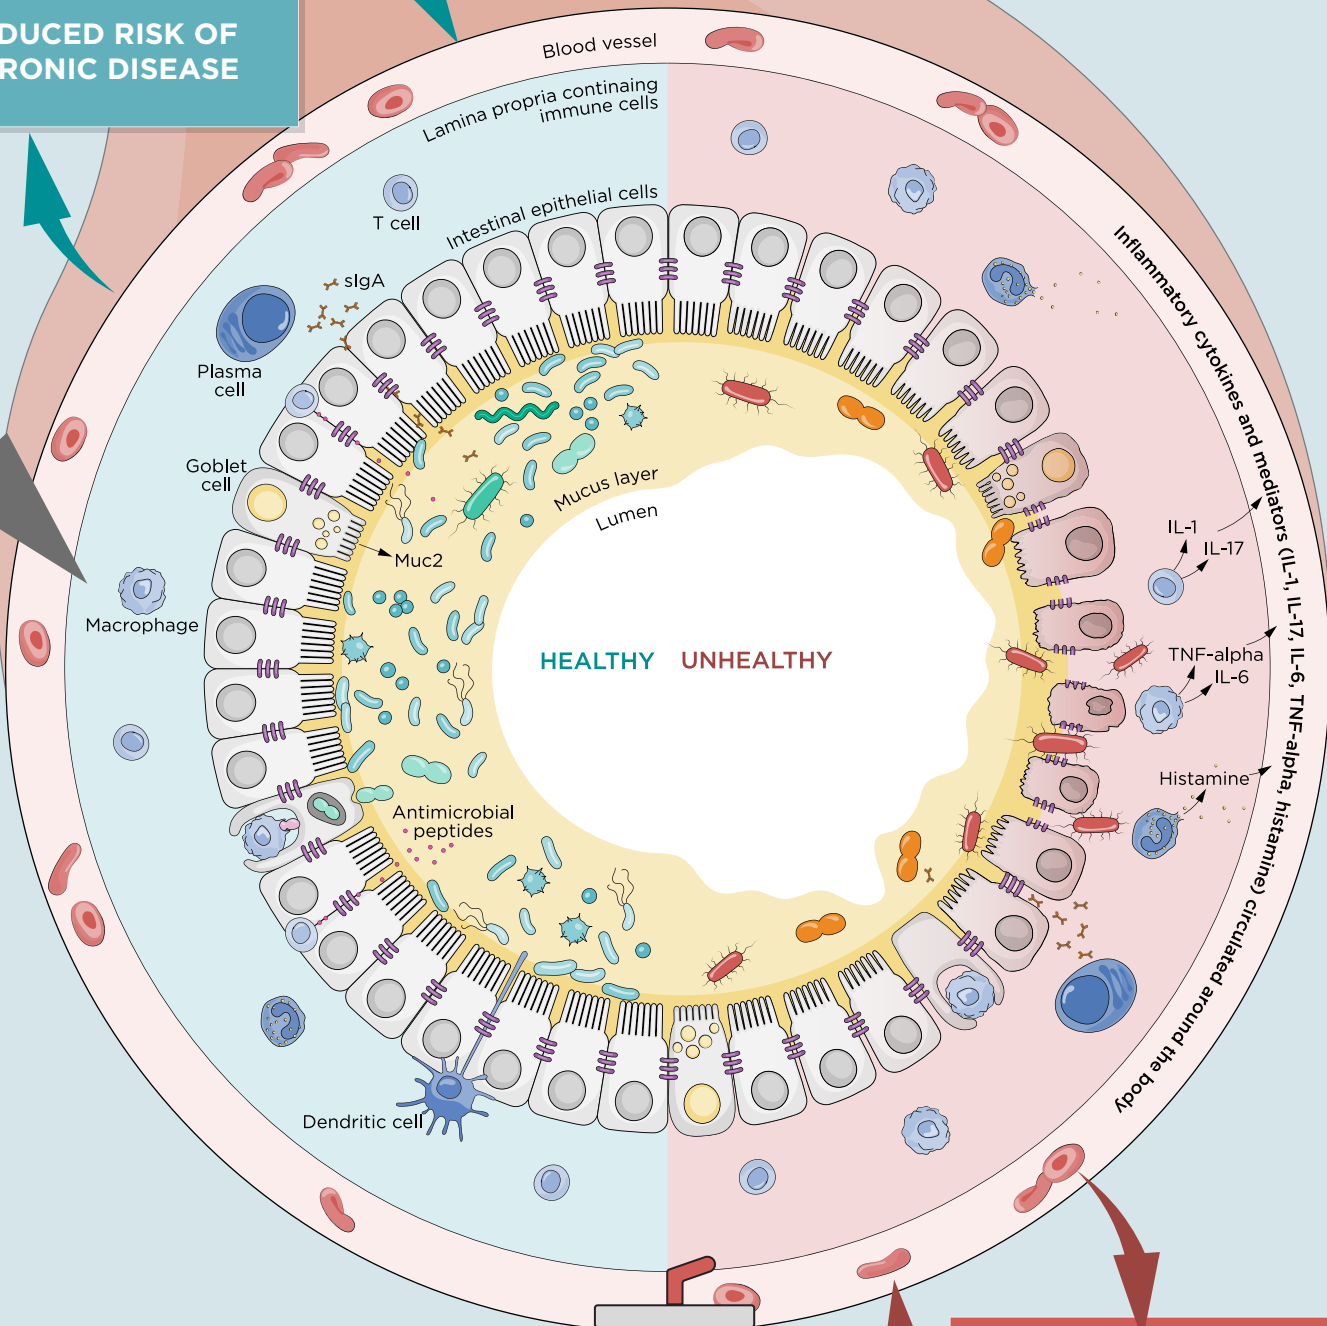 DUCED RISK OF
RONIC DISEASE
Blood vessel
Lamina propria continaing
immune cells
T cell
Intestinal epithelial cells
sIgA
Plasma
cell
Goblet
cell
Muc2
Mucus layer
Lumen
Macrophage
HEALTHY UNHEALTHY
Antimicrobial
peptides
Dendritic cell
IL-1
IL-17
TNF-alpha
IL-6
Histamine
Inflammatory cytokines and mediators (IL-1, IL-17, IL-6, TNF-alpha, histamine) circulated around the body